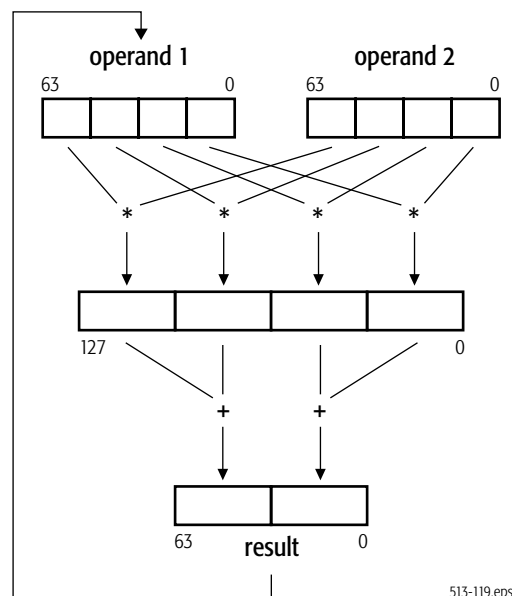 operand 1 operand 2
63 0 63 0
* * * *
127 0
+ +
63 result 0
513-119.eps